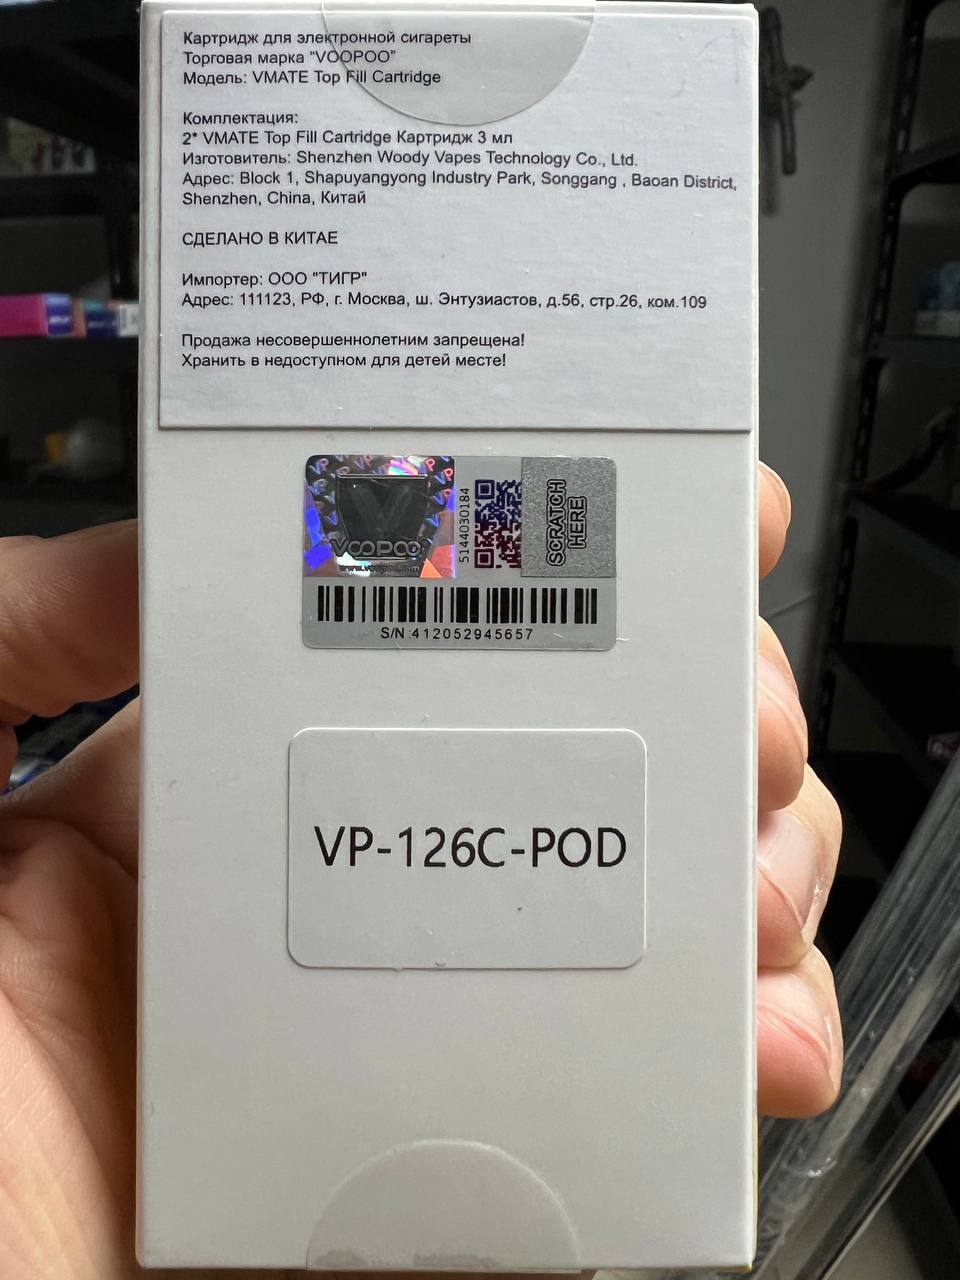 Картридж для электронной сигареты
Торговая марка "VOOPOO"
Модель: VMATE Top Fill Cartridge
Комплектация:
2* VMATE Top Fill Cartridge Картридж 3 мл
Изготовитель: Shenzhen Woody Vapes Technology Co., Ltd.
Адрес: Block 1, Shapuyangyong Industry Park, Songgang , Baoan District,
Shenzhen, China, Китай
СДЕЛАНО В КИТАЕ
Импортер: ООО "ТИГР"
Адрес: 111123, РФ, г. Москва, ш. Энтузиастов, д.56, стр.26, ком.109
Продажа несовершеннолетним запрещена!
Хранить в недоступном для детей месте!
VOOPOO
5144030184
SCRATCH
HERE
S/N:412052945657
VP-126C-POD